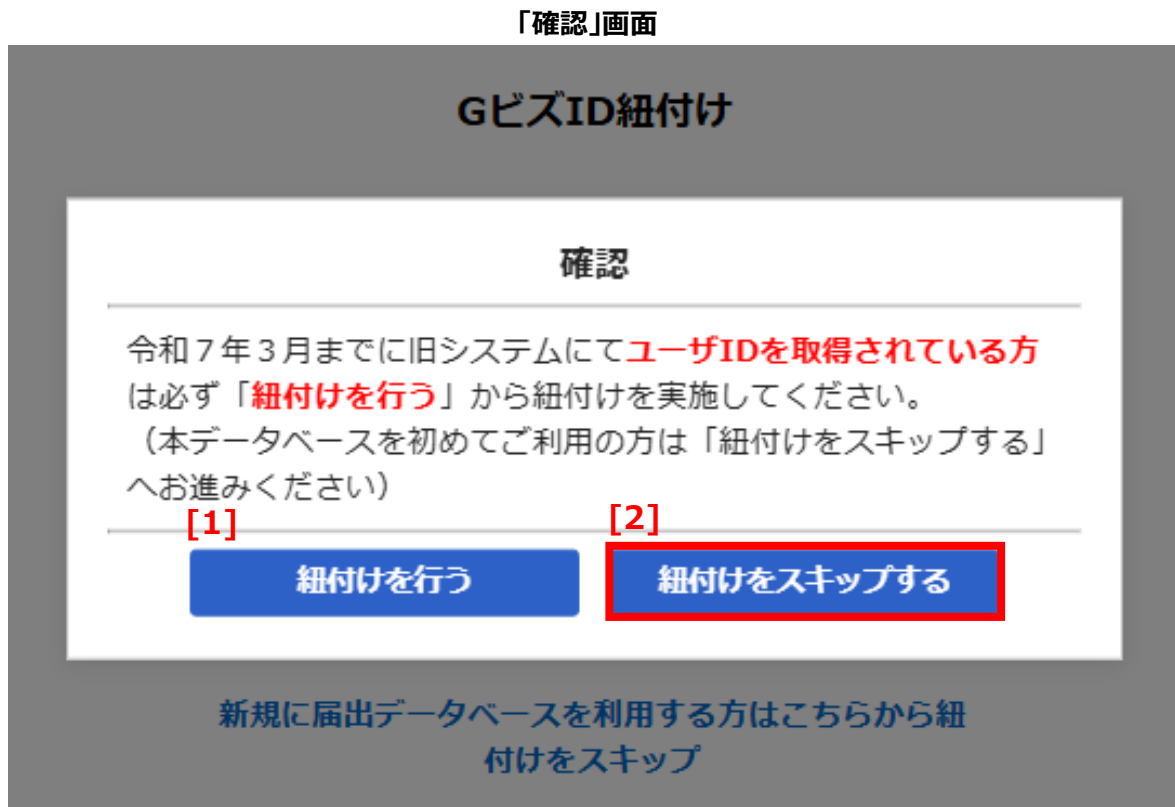 「確認」画面
GビズID紐付け
確認
令和７年３月までに旧システムにてユーザIDを取得されている方
は必ず「紐付けを行う」から紐付けを実施してください。
（本データベースを初めてご利用の方は「紐付けをスキップする」
へお進みください）
[1]
[2]
紐付けを行う
紐付けをスキップする
新規に届出データベースを利用する方はこちらから紐
付けをスキップ